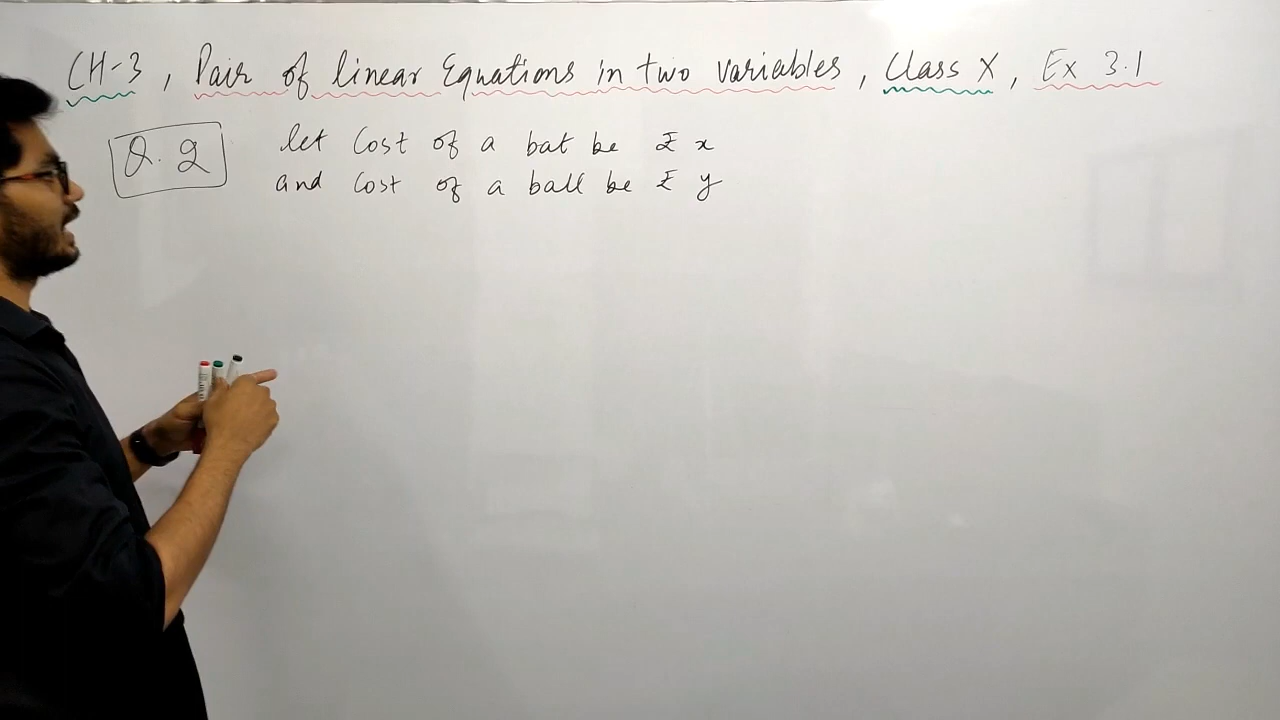 CH-3, Pair of linear Equations in two variables, Class X, Ex 3.1
Q. 2
let Cost of a bat be ₹ x
and Cost of a ball be ₹ y